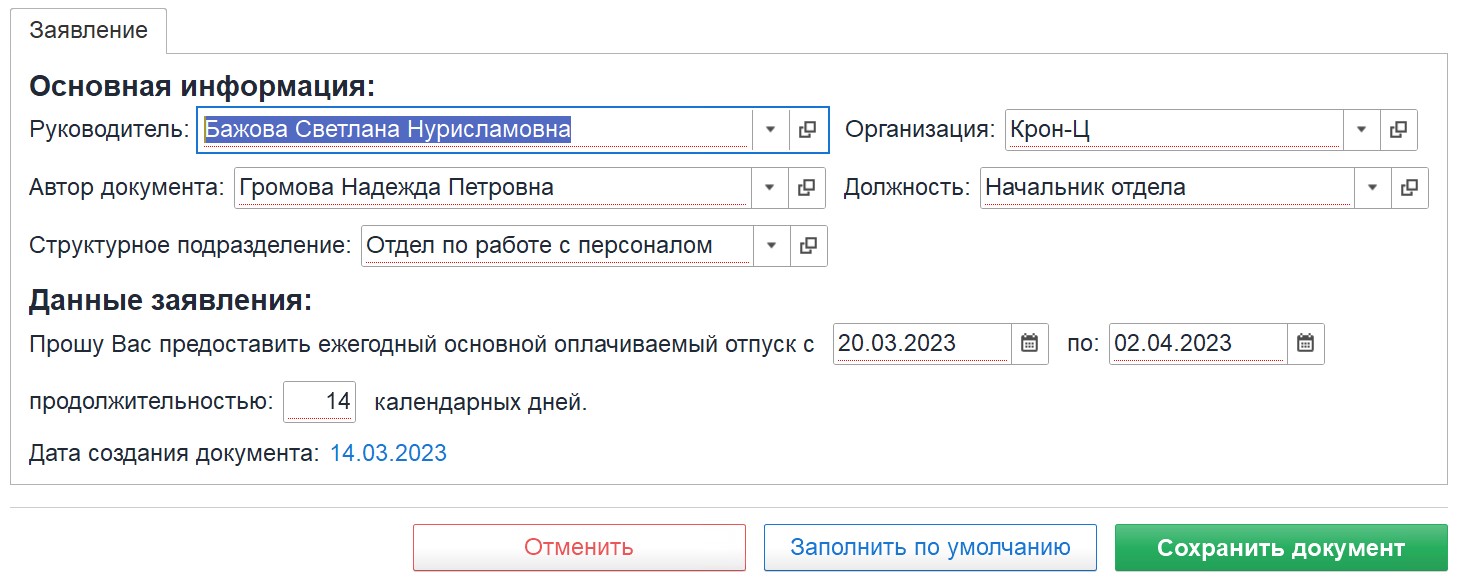 Заявление
Основная информация:
Руководитель: Бажова Светлана Нурисламовна Организация: Крон-Ц
Автор документа: Громова Надежда Петровна Должность: Начальник отдела
Структурное подразделение: Отдел по работе с персоналом
Данные заявления:
Прошу Вас предоставить ежегодный основной оплачиваемый отпуск с 20.03.2023 по: 02.04.2023
продолжительностью: 14 календарных дней.
Дата создания документа: 14.03.2023
Отменить Заполнить по умолчанию Сохранить документ